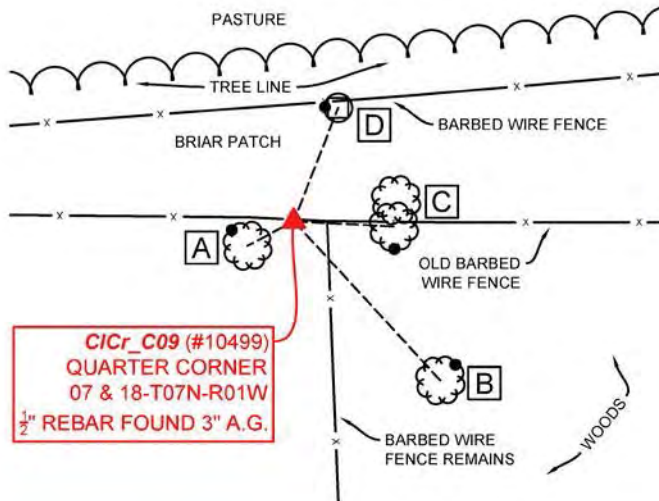 PASTURE
TREE LINE
D
BARBED WIRE FENCE
BRIAR PATCH
C
A
OLD BARBED
WIRE FENCE
CICr_C09 (#10499)
QUARTER CORNER
07 & 18-T07N-R01W
½" REBAR FOUND 3" A.G.
B
BARBED WIRE
FENCE REMAINS
WOODS